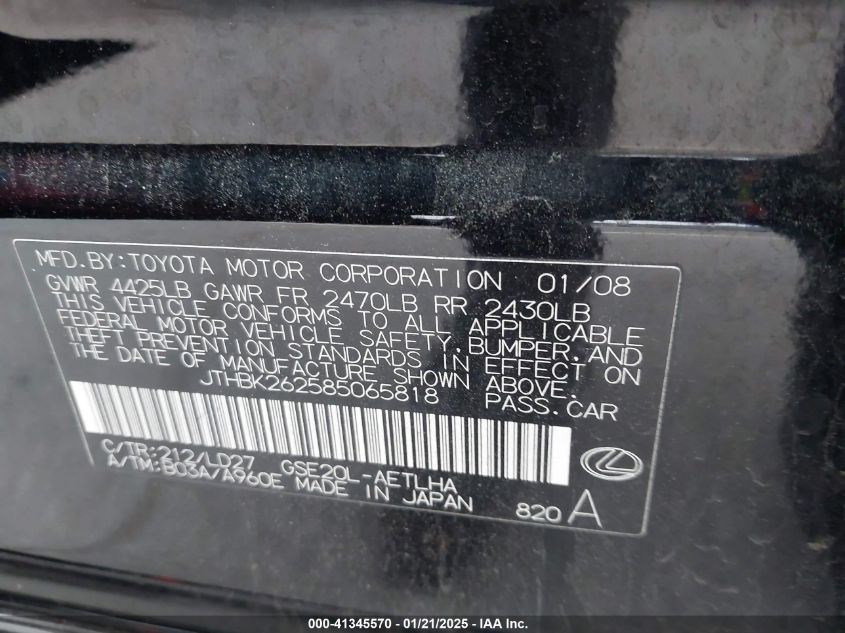 MFD.BY:TOYOTA MOTOR CORPORATION 01/08
GVWR 4425LB GAWR FR 2470LB RR 2430LB
THIS VEHICLE CONFORMS TO ALL APPLICABLE
FEDERAL MOTOR VEHICLE SAFETY,BUMPER,AND
THEFT PREVENTION STANDARDS IN EFFECT ON
THE DATE OF MANUFACTURE SHOWN ABOVE.
JTHBK262585065818 PASS.CAR
C/TR:212/LD27 GSE20L-AETLHA
A/TM:B03A/A960E MADE IN JAPAN 820 A
000-41345570 - 01/21/2025 - IAA Inc.